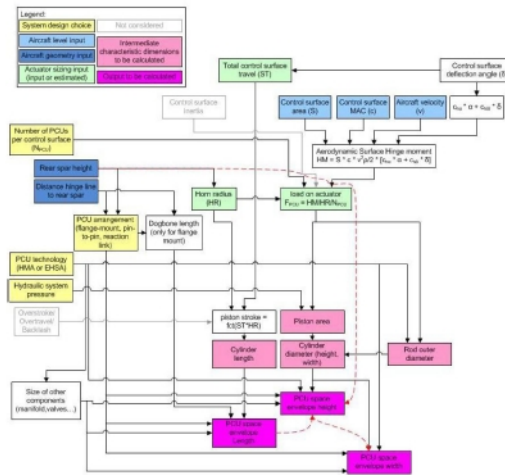 Legend:
System design choice
Not considered
Aircraft level input
Aircraft geometry input
Intermediate
characteristic dimensions
to be calculated
Actuator sizing input
(input or estimated)
Output to be calculated
Total control surface
travel (ST)
Control surface
deflection angle (δ)
Control surface
Inertia
Control surface
area (S)
Control surface
MAC (c)
Aircraft velocity
(v)
Number of PCUs
per control surface
Aerodynamic Surface Hinge moment
Rear spar height
Distance hinge line
to rear spar
Horn radius
(HR)
load on actuator
PCU arrangement
(flange-mount, pin-
to-pin, reaction
link)
Dogbone length
(only for flange
mount)
PCU technology
(HMA or EHSA)
Hydraulic system
pressure
Overstroke/
Overtravel/
Backlash
piston stroke =
fct(ST*HR)
Piston area
Cylinder
length
Cylinder
diameter (height,
width)
Rod outer
diameter
Size of other
components
(manifold,valves...)
PCU space
envelope height
PCU space
envelope
Length
PCU space
envelope width